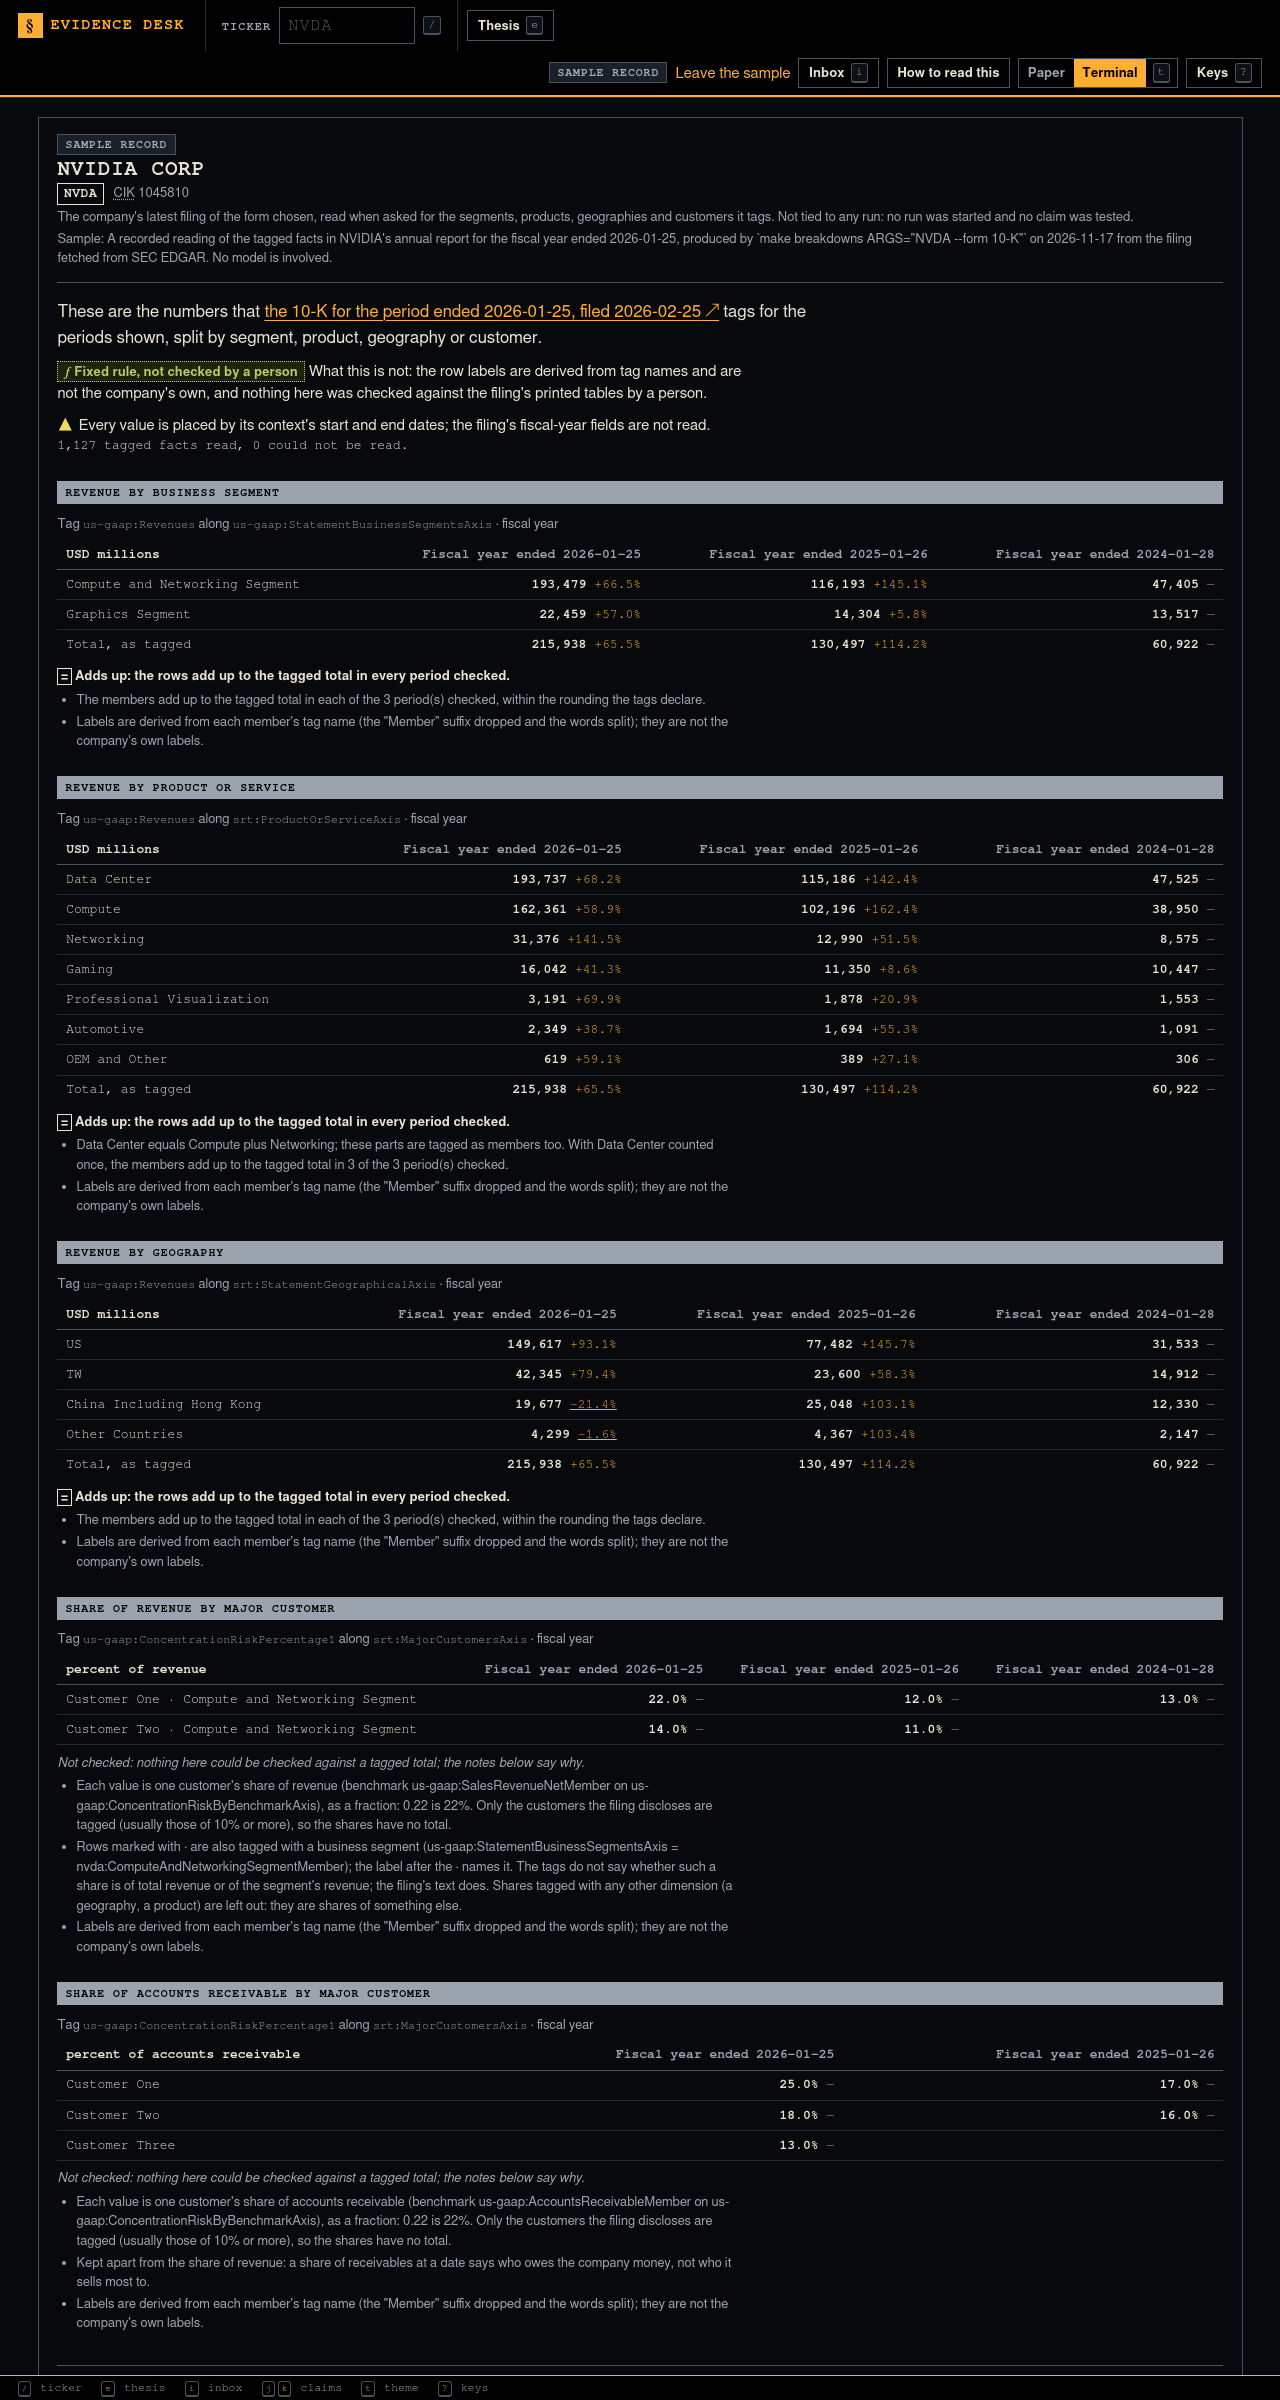 § EVIDENCE DESK TICKER NVDA / Thesis e
SAMPLE RECORD Leave the sample Inbox i How to read this Paper Terminal t Keys ?
SAMPLE RECORD
NVIDIA CORP
NVDA CIK 1045810
The company's latest filing of the form chosen, read when asked for the segments, products, geographies and customers it tags. Not tied to any run: no run was started and no claim was tested.
Sample: A recorded reading of the tagged facts in NVIDIA's annual report for the fiscal year ended 2026-01-25, produced by `make breakdowns ARGS="NVDA --form 10-K"` on 2026-11-17 from the filing
fetched from SEC EDGAR. No model is involved.
These are the numbers that the 10-K for the period ended 2026-01-25, filed 2026-02-25 ↗ tags for the
periods shown, split by segment, product, geography or customer.
ƒ Fixed rule, not checked by a person What this is not: the row labels are derived from tag names and are
not the company's own, and nothing here was checked against the filing's printed tables by a person.
▲ Every value is placed by its context's start and end dates; the filing's fiscal-year fields are not read.
1,127 tagged facts read, 0 could not be read.
REVENUE BY BUSINESS SEGMENT
Tag us-gaap:Revenues along us-gaap:StatementBusinessSegmentsAxis · fiscal year
USD millions Fiscal year ended 2026-01-25 Fiscal year ended 2025-01-26 Fiscal year ended 2024-01-28
Compute and Networking Segment 193,479 +66.5% 116,193 +145.1% 47,405 —
Graphics Segment 22,459 +57.0% 14,304 +5.8% 13,517 —
Total, as tagged 215,938 +65.5% 130,497 +114.2% 60,922 —
= Adds up: the rows add up to the tagged total in every period checked.
• The members add up to the tagged total in each of the 3 period(s) checked, within the rounding the tags declare.
• Labels are derived from each member's tag name (the "Member" suffix dropped and the words split); they are not the
company's own labels.
REVENUE BY PRODUCT OR SERVICE
Tag us-gaap:Revenues along srt:ProductOrServiceAxis · fiscal year
USD millions Fiscal year ended 2026-01-25 Fiscal year ended 2025-01-26 Fiscal year ended 2024-01-28
Data Center 193,737 +68.2% 115,186 +142.4% 47,525 —
Compute 162,361 +58.9% 102,196 +162.4% 38,950 —
Networking 31,376 +141.5% 12,990 +51.5% 8,575 —
Gaming 16,042 +41.3% 11,350 +8.6% 10,447 —
Professional Visualization 3,191 +69.9% 1,878 +20.9% 1,553 —
Automotive 2,349 +38.7% 1,694 +55.3% 1,091 —
OEM and Other 619 +59.1% 389 +27.1% 306 —
Total, as tagged 215,938 +65.5% 130,497 +114.2% 60,922 —
= Adds up: the rows add up to the tagged total in every period checked.
• Data Center equals Compute plus Networking; these parts are tagged as members too. With Data Center counted
once, the members add up to the tagged total in 3 of the 3 period(s) checked.
• Labels are derived from each member's tag name (the "Member" suffix dropped and the words split); they are not the
company's own labels.
REVENUE BY GEOGRAPHY
Tag us-gaap:Revenues along srt:StatementGeographicalAxis · fiscal year
USD millions Fiscal year ended 2026-01-25 Fiscal year ended 2025-01-26 Fiscal year ended 2024-01-28
US 149,617 +93.1% 77,482 +145.7% 31,533 —
TW 42,345 +79.4% 23,600 +58.3% 14,912 —
China Including Hong Kong 19,677 -21.4% 25,048 +103.1% 12,330 —
Other Countries 4,299 -1.6% 4,367 +103.4% 2,147 —
Total, as tagged 215,938 +65.5% 130,497 +114.2% 60,922 —
= Adds up: the rows add up to the tagged total in every period checked.
• The members add up to the tagged total in each of the 3 period(s) checked, within the rounding the tags declare.
• Labels are derived from each member's tag name (the "Member" suffix dropped and the words split); they are not the
company's own labels.
SHARE OF REVENUE BY MAJOR CUSTOMER
Tag us-gaap:ConcentrationRiskPercentage1 along srt:MajorCustomersAxis · fiscal year
percent of revenue Fiscal year ended 2026-01-25 Fiscal year ended 2025-01-26 Fiscal year ended 2024-01-28
Customer One · Compute and Networking Segment 22.0% — 12.0% — 13.0% —
Customer Two · Compute and Networking Segment 14.0% — 11.0% —
Not checked: nothing here could be checked against a tagged total; the notes below say why.
• Each value is one customer's share of revenue (benchmark us-gaap:SalesRevenueNetMember on us-
gaap:ConcentrationRiskByBenchmarkAxis), as a fraction: 0.22 is 22%. Only the customers the filing discloses are
tagged (usually those of 10% or more), so the shares have no total.
• Rows marked with · are also tagged with a business segment (us-gaap:StatementBusinessSegmentsAxis =
nvda:ComputeAndNetworkingSegmentMember); the label after the · names it. The tags do not say whether such a
share is of total revenue or of the segment's revenue; the filing's text does. Shares tagged with any other dimension (a
geography, a product) are left out: they are shares of something else.
• Labels are derived from each member's tag name (the "Member" suffix dropped and the words split); they are not the
company's own labels.
SHARE OF ACCOUNTS RECEIVABLE BY MAJOR CUSTOMER
Tag us-gaap:ConcentrationRiskPercentage1 along srt:MajorCustomersAxis · fiscal year
percent of accounts receivable Fiscal year ended 2026-01-25 Fiscal year ended 2025-01-26
Customer One 25.0% — 17.0% —
Customer Two 18.0% — 16.0% —
Customer Three 13.0% —
Not checked: nothing here could be checked against a tagged total; the notes below say why.
• Each value is one customer's share of accounts receivable (benchmark us-gaap:AccountsReceivableMember on us-
gaap:ConcentrationRiskByBenchmarkAxis), as a fraction: 0.22 is 22%. Only the customers the filing discloses are
tagged (usually those of 10% or more), so the shares have no total.
• Kept apart from the share of revenue: a share of receivables at a date says who owes the company money, not who it
sells most to.
• Labels are derived from each member's tag name (the "Member" suffix dropped and the words split); they are not the
company's own labels.
/ ticker e thesis i inbox j k claims t theme ? keys